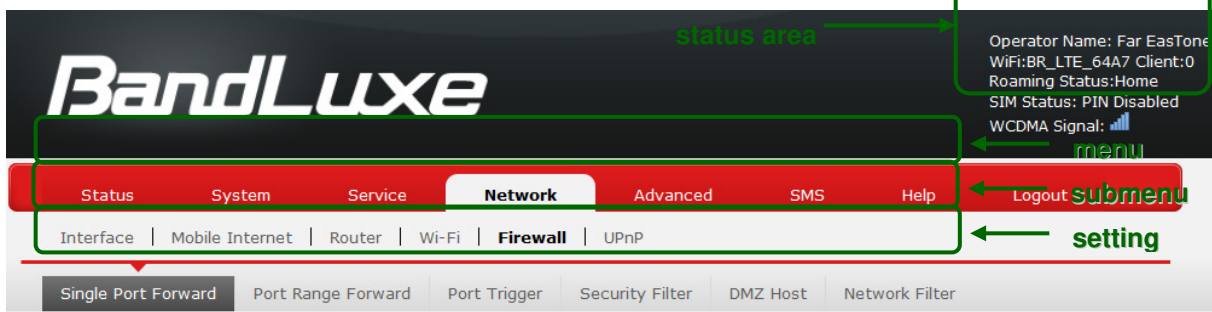 status area
Operator Name: Far EasTone
WiFi:BR_LTE_64A7 Client:0
Roaming Status:Home
SIM Status: PIN Disabled
WCDMA Signal:
BandLuxe
menu
Status System Service Network Advanced SMS Help Logout
submenu
Interface | Mobile Internet | Router | Wi-Fi | Firewall | UPnP
setting
Single Port Forward Port Range Forward Port Trigger Security Filter DMZ Host Network Filter